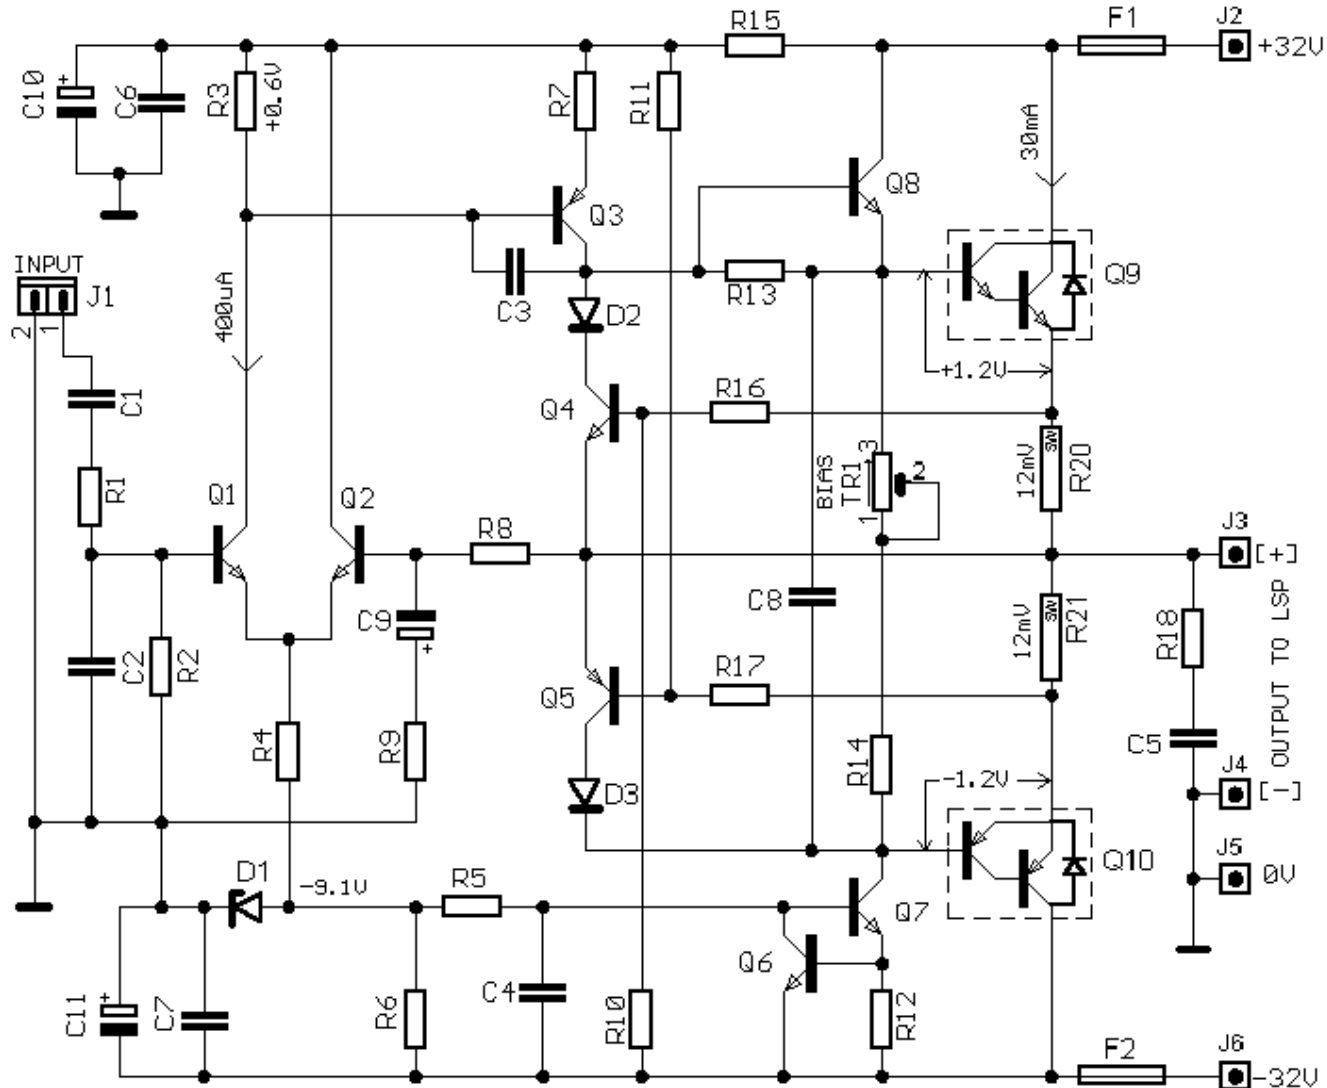 R15
F1
J2
+32V
C10
+
C6
R3
+0.6V
R7
R11
30mA
Q8
Q3
INPUT
J1
2
1
400uA
C3
D2
R13
Q9
+1.2V
C1
Q4
R16
R1
Q1
Q2
R8
BIAS
TR1
3
2
1
12mV
5W
R20
J3
[+]
C2
R2
C9
+
C8
12mV
5W
R21
R18
OUTPUT TO LSP
Q5
R17
R4
R9
D3
R14
C5
J4
[-]
-1.2V
Q10
J5
0V
D1
-9.1V
R5
Q7
Q6
C11
+
C7
R6
C4
R10
R12
F2
J6
-32V